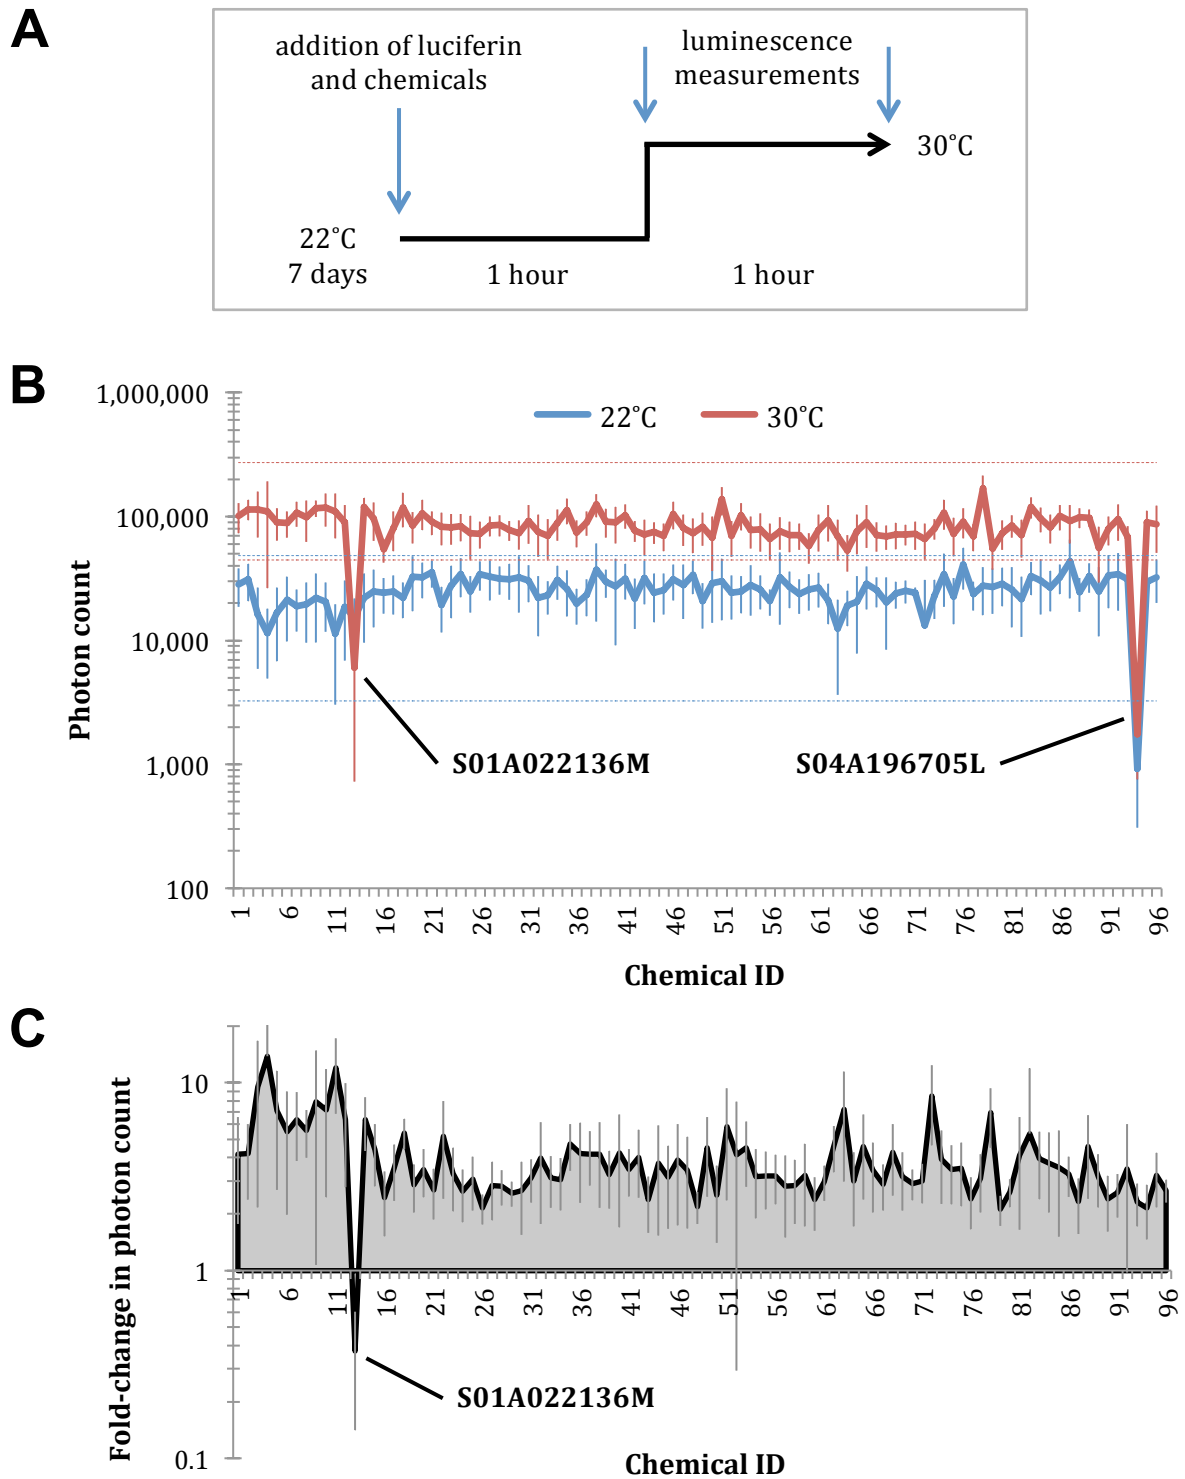 A
addition of luciferin
and chemicals
luminescence
measurements
30°C
22°C
7 days
1 hour
1 hour
B
1,000,000
100,000
10,000
1,000
100
Photon count
22°C
30°C
S01A022136M
S04A196705L
1 6 11 16 21 26 31 36 41 46 51 56 61 66 71 76 81 86 91 96
Chemical ID
C
10
1
0.1
Fold-change in photon count
1 6 11 16 21 26 31 36 41 46 51 56 61 66 71 76 81 86 91 96
S01A022136M
Chemical ID